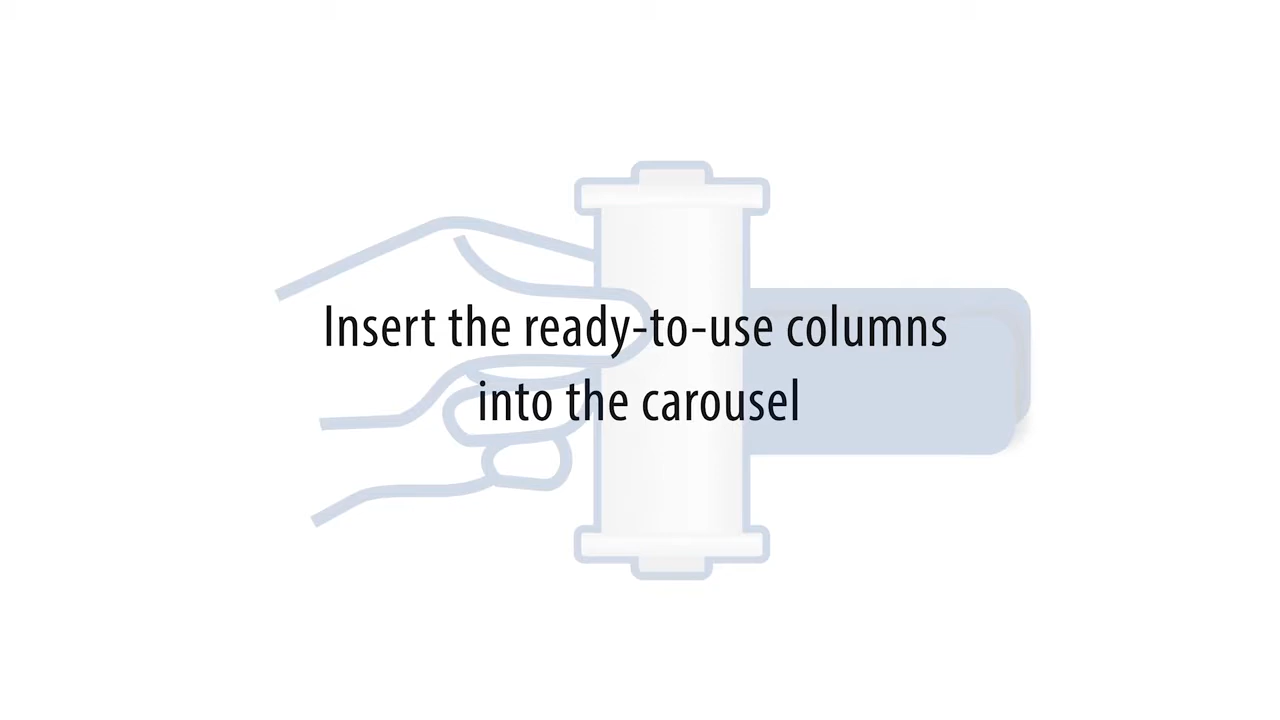 Insert the ready-to-use columns
into the carousel